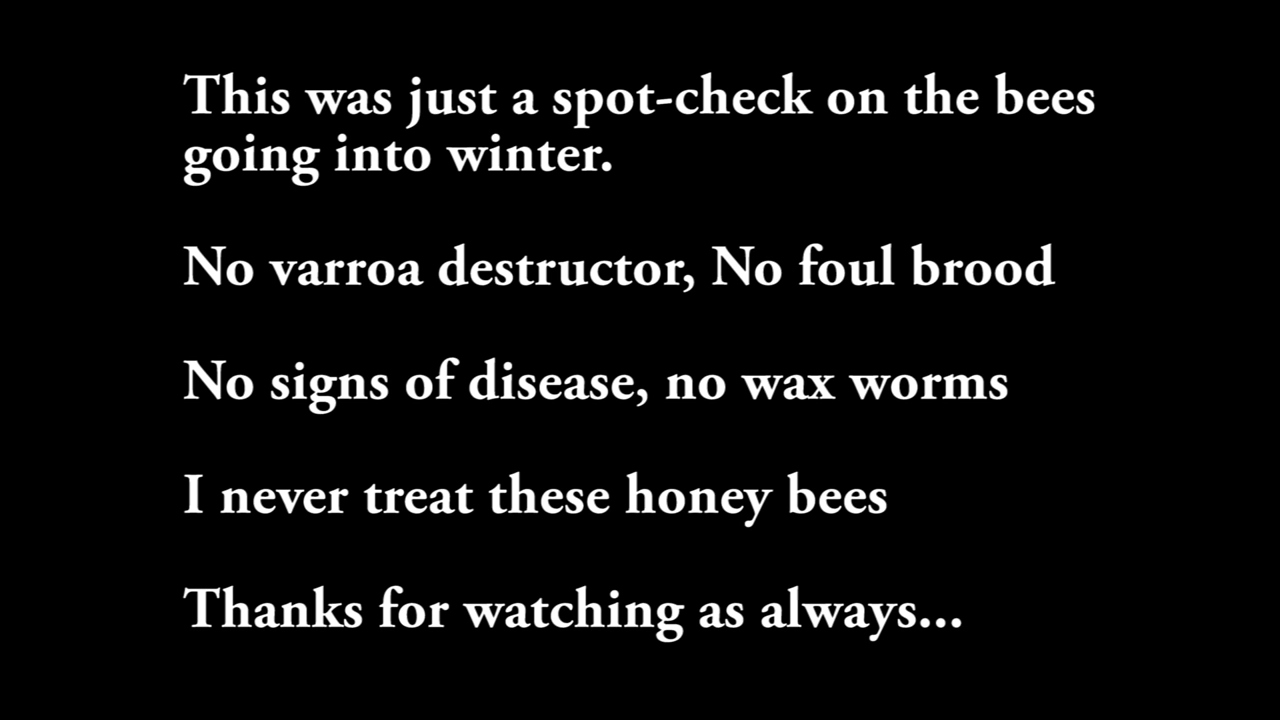 This was just a spot-check on the bees
going into winter.
No varroa destructor, No foul brood
No signs of disease, no wax worms
I never treat these honey bees
Thanks for watching as always...